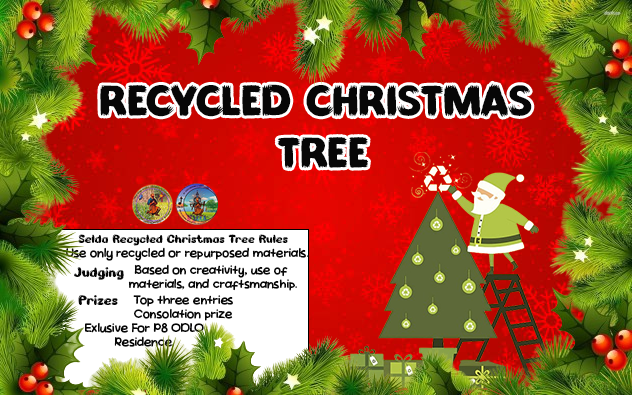 RECYCLED CHRISTMAS
TREE
Selda Recycled Christmas Tree Rules
Use only recycled or repurposed materials.
Judging Based on creativity, use of
materials, and craftsmanship.
Prizes Top three entries
Consolation prize
Exlusive For P8 ODLO
Residence